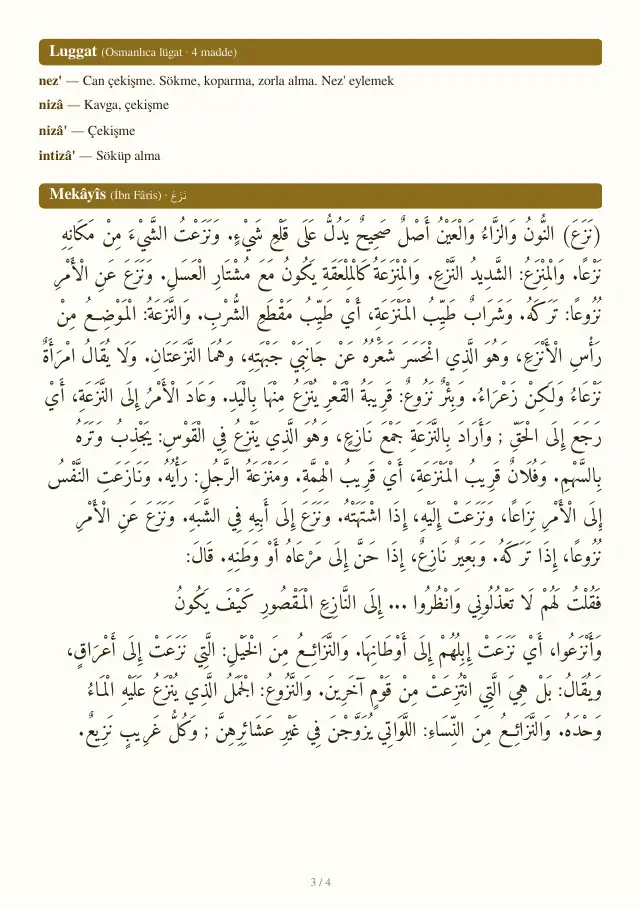 Luggat (Osmanlıca lügat · 4 madde)
nez' — Can çekişme. Sökme, koparma, zorla alma. Nez' eylemek
nizâ — Kavga, çekişme
nizâ' — Çekişme
intizâ' — Söküp alma
Mekâyîs (İbn Fâris) · نَزَعَ
(نَزَعَ) النُّونُ وَالزَّاءُ وَالْعَيْنُ أَصْلٌ صَحِيحٌ يَدُلُّ عَلَى قَلْعِ شَيْءٍ. وَنَزَعْتُ الشَّيْءَ مِنْ مَكَانِهِ
نَزْعًا. وَالْمِنْزَعُ: الشَّدِيدُ النَّزْعِ. وَالْمِنْزَعَةُ كَالْمِلْعَقَةِ يَكُونُ مَعَ مُشْتَارِ الْعَسَلِ. وَنَزَعَ عَنِ الْأَمْرِ
نُزُوعًا: تَرَكَهُ. وَشَرَابٌ طَيِّبُ الْمَنْزَعَةِ، أَيْ طَيِّبُ مَقْطَعِ الشُّرْبِ. وَالنَّزَعَةُ: الْمَوْضِعُ مِنْ
رَأْسِ الْأَنْزَعِ، وَهُوَ الَّذِي انْحَسَرَ شَعْرُهُ عَنْ جَانِبَيْ جَبْهَتِهِ، وَهُمَا النَّزَعَتَانِ. وَلَا يُقَالُ امْرَأَةٌ
نَزْعَاءُ وَلَكِنْ زَعْرَاءُ. وَبِئْرٌ نَزُوعٌ: قَرِيبَةُ الْقَعْرِ يُنْزَعُ مِنْهَا بِالْيَدِ. وَعَادَ الْأَمْرُ إِلَى النَّزَعَةِ، أَيْ
رَجَعَ إِلَى الْحَقِّ ; وَأَرَادَ بِالنَّزَعَةِ جَمْعَ نَازِعٍ، وَهُوَ الَّذِي يَنْزِعُ فِي الْقَوْسِ: يَجْذِبُ وَتَرَهُ
بِالسَّهْمِ. وَفُلَانٌ قَرِيبُ الْمَنْزَعَةِ، أَيْ قَرِيبُ الْهِمَّةِ. وَمَنْزَعَةُ الرَّجُلِ: رَأْيُهُ. وَنَازَعَتِ النَّفْسُ
إِلَى الْأَمْرِ نِزَاعًا، وَنَزَعَتْ إِلَيْهِ، إِذَا اشْتَهَتْهُ. وَنَزَعَ إِلَى أَبِيهِ فِي الشَّبَهِ. وَنَزَعَ عَنِ الْأَمْرِ
نُزُوعًا، إِذَا تَرَكَهُ. وَبَعِيرٌ نَازِعٌ، إِذَا حَنَّ إِلَى مَرْعَاهُ أَوْ وَطَنِهِ. قَالَ:
فَقُلْتُ لَهُمْ لَا تَعْذُلُونِي وَانْظُرُوا ... إِلَى النَّازِعِ الْمَقْصُورِ كَيْفَ يَكُونُ
وَأَنْزَعُوا، أَيْ نَزَعَتْ إِبِلُهُمْ إِلَى أَوْطَانِهَا. وَالنَّزَائِعُ مِنَ الْخَيْلِ: الَّتِي نَزَعَتْ إِلَى أَعْرَاقٍ،
وَيُقَالُ: بَلْ هِيَ الَّتِي انْتُزِعَتْ مِنْ قَوْمٍ آخَرِينَ. وَالنَّزُوعُ: الْجَمَلُ الَّذِي يُنْزَعُ عَلَيْهِ الْمَاءُ
وَحْدَهُ. وَالنَّزَائِعُ مِنَ النِّسَاءِ: اللَّوَاتِي يُزَوَّجْنَ فِي غَيْرِ عَشَائِرِهِنَّ ; وَكُلُّ غَرِيبٍ نَزِيعٌ.
3 / 4